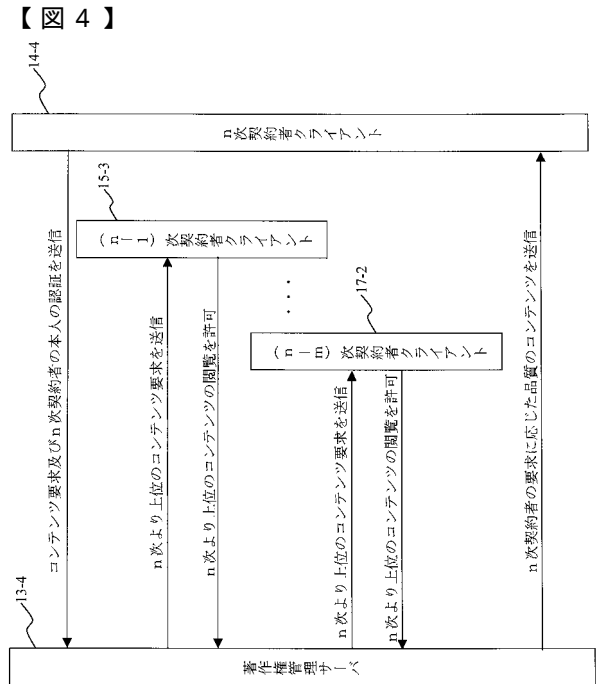 【図４】
14-4
n次契約者クライアント
コンテンツ要求及びn次契約者の本人の認証を送信
15-3
(n−1)次契約者クライアント
n次より上位のコンテンツ要求を送信
n次より上位のコンテンツの閲覧を許可
・・・
17-2
(n−m)次契約者クライアント
n次より上位のコンテンツ要求を送信
n次より上位のコンテンツの閲覧を許可
n次契約者の要求に応じた品質のコンテンツを送信
13-4
著作権管理サーバ